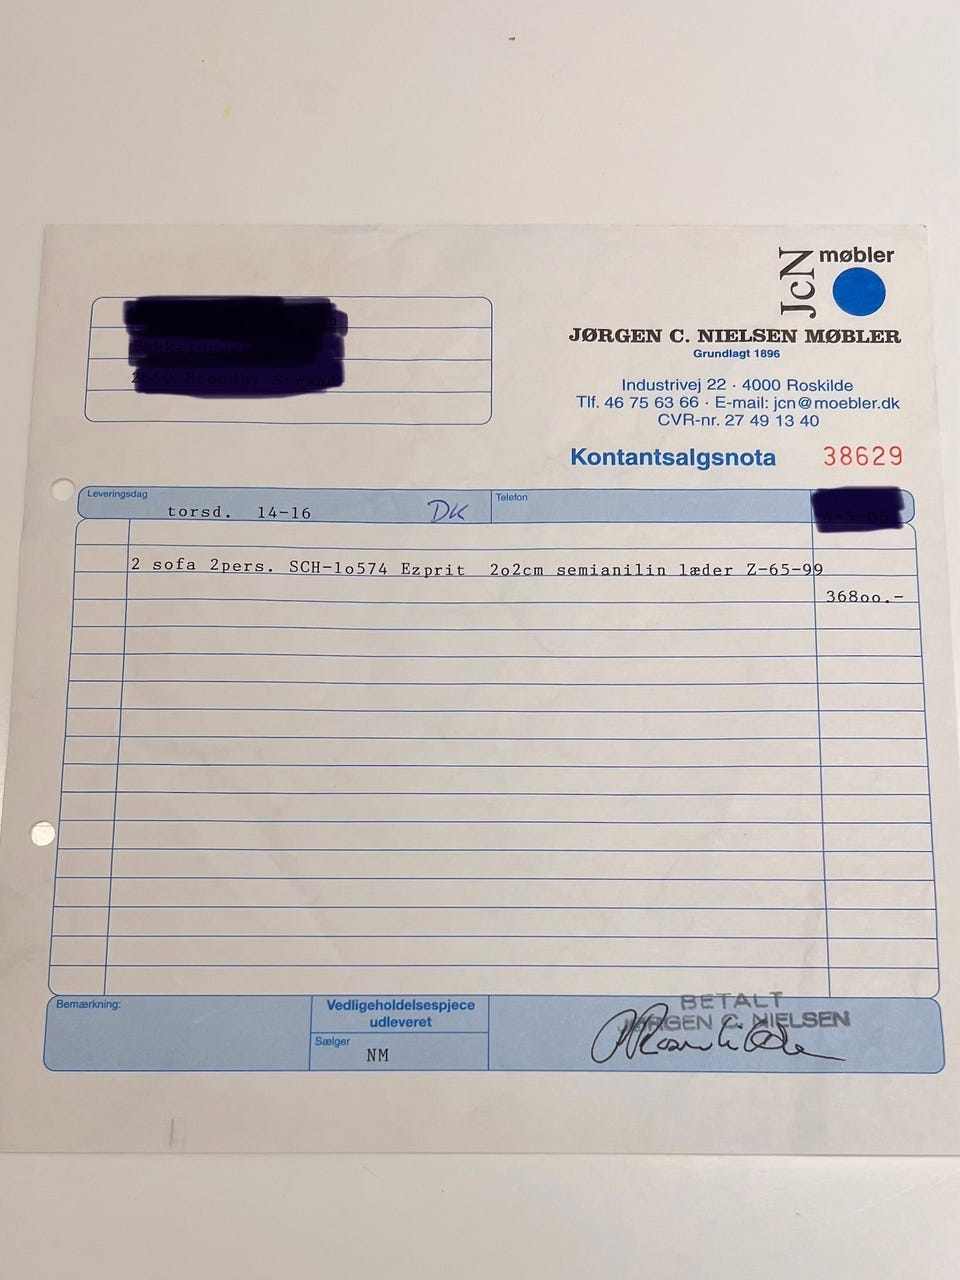 JcN møbler
JØRGEN C. NIELSEN MØBLER
Grundlagt 1896
Industrivej 22 · 4000 Roskilde
Tlf. 46 75 63 66 · E-mail: jcn@moebler.dk
CVR-nr. 27 49 13 40
Kontantsalgsnota 38629
Leveringsdag
torsd. 14-16 DK
Telefon
2 sofa 2pers. SCH-1o574 Ezprit 2o2cm semianilin læder Z-65-99
368oo.-
Bemærkning:
Vedligeholdelsespjece
udleveret
Sælger
NM
BETALT
JØRGEN C. NIELSEN